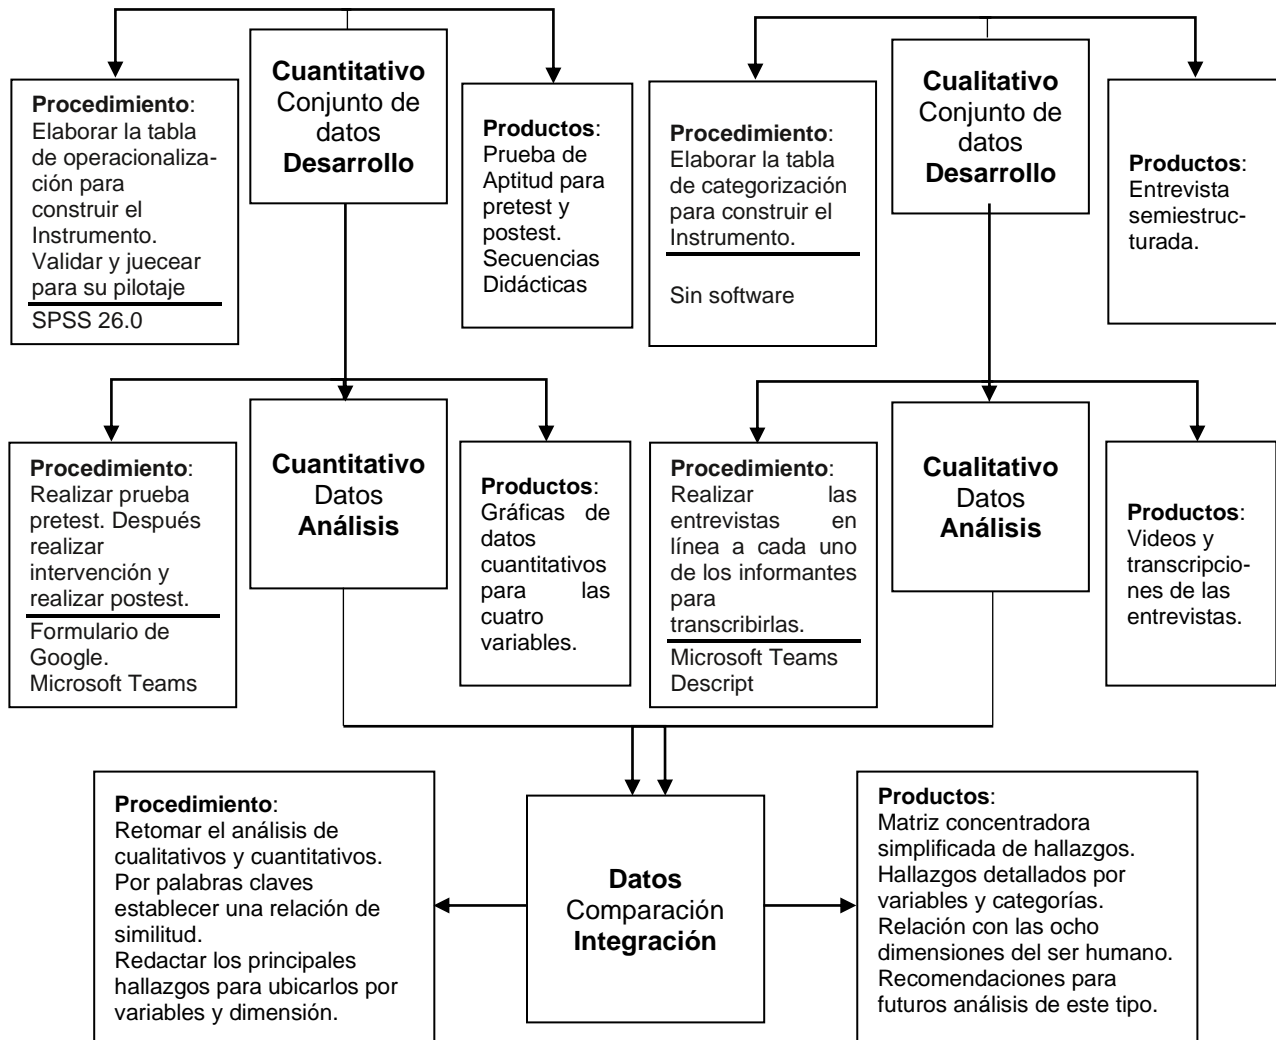 Procedimiento:
Elaborar la tabla
de operacionaliza-
ción para
construir el
Instrumento.
Validar y juecear
para su pilotaje
SPSS 26.0
Cuantitativo
Conjunto de
datos
Desarrollo
Productos:
Prueba de
Aptitud para
pretest y
postest.
Secuencias
Didácticas
Procedimiento:
Elaborar la tabla
de categorización
para construir el
Instrumento.
Sin software
Cualitativo
Conjunto de
datos
Desarrollo
Productos:
Entrevista
semiestruc-
turada.
Procedimiento:
Realizar prueba
pretest. Después
realizar
intervención y
realizar postest.
Formulario de
Google.
Microsoft Teams
Cuantitativo
Datos
Análisis
Productos:
Gráficas de
datos
cuantitativos
para las
cuatro
variables.
Procedimiento:
Realizar las
entrevistas en
línea a cada uno
de los informantes
para
transcribirlas.
Microsoft Teams
Descript
Cualitativo
Datos
Análisis
Productos:
Videos y
transcripcio-
nes de las
entrevistas.
Procedimiento:
Retomar el análisis de
cualitativos y cuantitativos.
Por palabras claves
establecer una relación de
similitud.
Redactar los principales
hallazgos para ubicarlos por
variables y dimensión.
Datos
Comparación
Integración
Productos:
Matriz concentradora
simplificada de hallazgos.
Hallazgos detallados por
variables y categorías.
Relación con las ocho
dimensiones del ser humano.
Recomendaciones para
futuros análisis de este tipo.